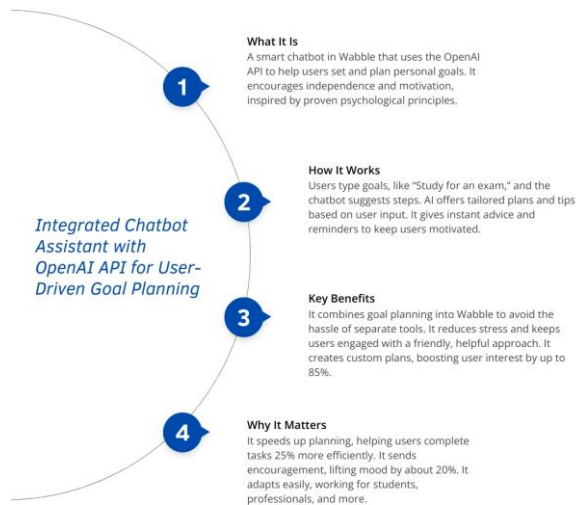 Integrated Chatbot
Assistant with
OpenAI API for User-
Driven Goal Planning
1
What It Is
A smart chatbot in Wabble that uses the OpenAI
API to help users set and plan personal goals. It
encourages independence and motivation,
inspired by proven psychological principles.
2
How It Works
Users type goals, like “Study for an exam,” and the
chatbot suggests steps. AI offers tailored plans and tips
based on user input. It gives instant advice and
reminders to keep users motivated.
3
Key Benefits
It combines goal planning into Wabble to avoid the
hassle of separate tools. It reduces stress and keeps
users engaged with a friendly, helpful approach. It
creates custom plans, boosting user interest by up to
85%.
4
Why It Matters
It speeds up planning, helping users complete
tasks 25% more efficiently. It sends
encouragement, lifting mood by about 20%. It
adapts easily, working for students,
professionals, and more.